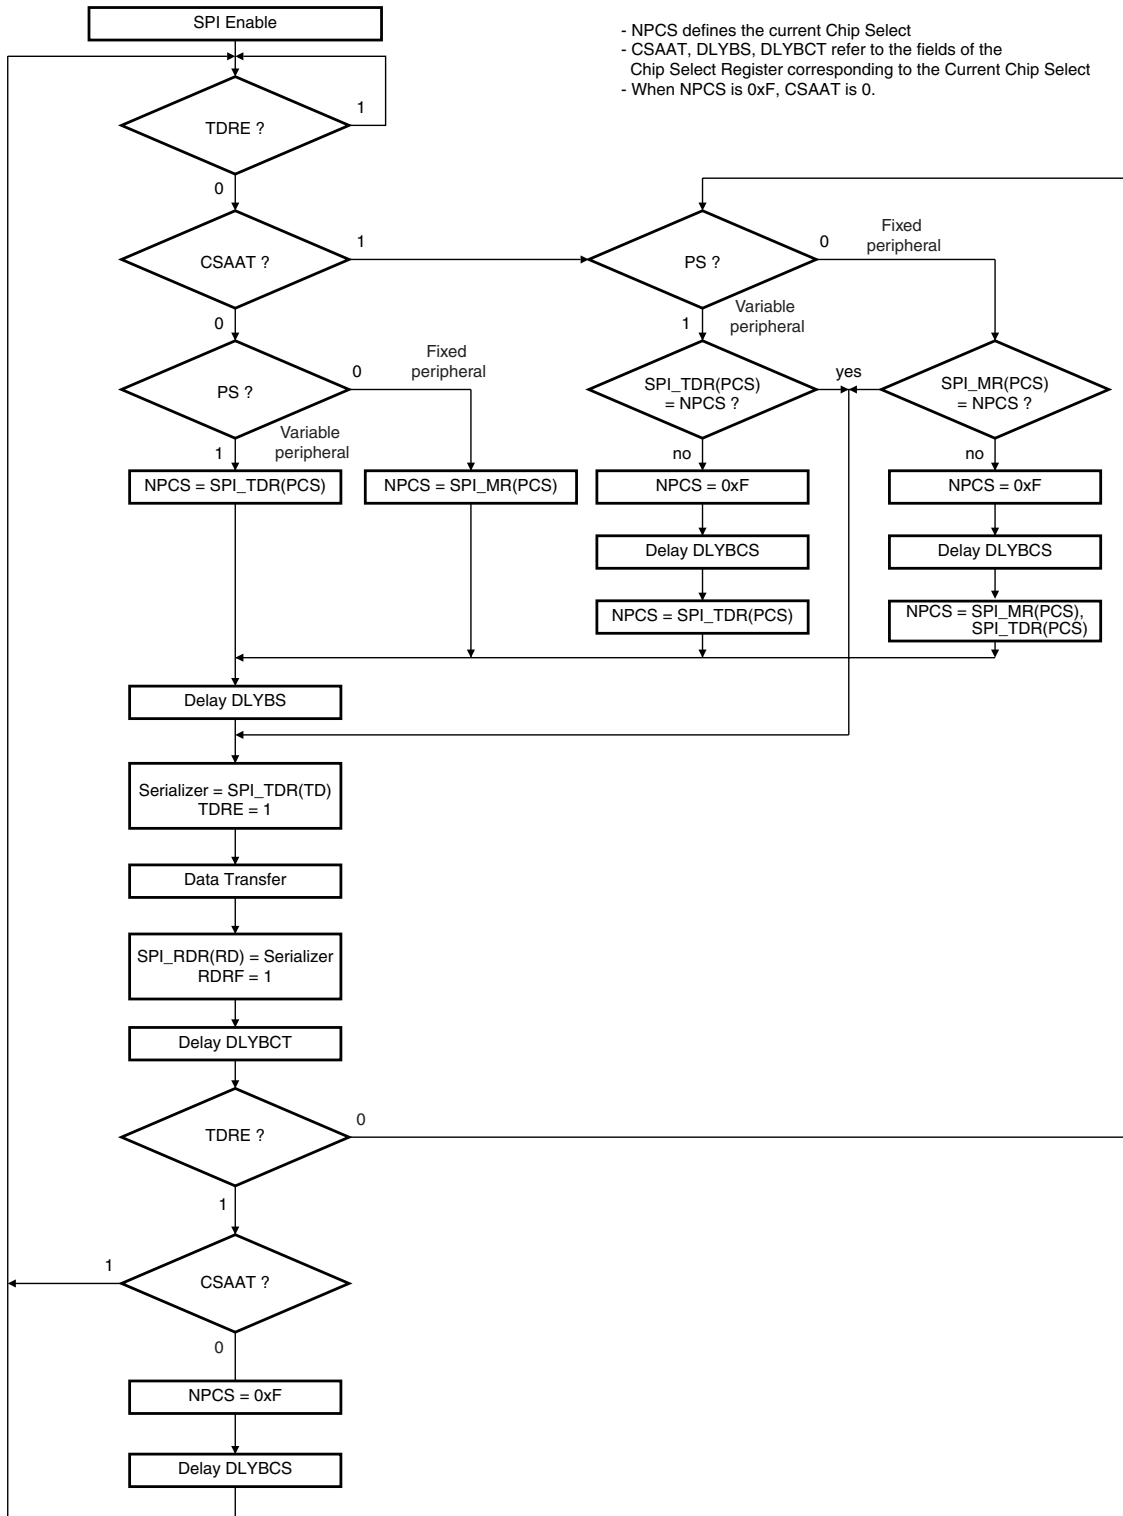 SPI Enable
- NPCS defines the current Chip Select
- CSAAT, DLYBS, DLYBCT refer to the fields of the
Chip Select Register corresponding to the Current Chip Select
- When NPCS is 0xF, CSAAT is 0.
TDRE ?
1
0
CSAAT ?
1
0
PS ?
0
Fixed
peripheral
1
Variable
peripheral
PS ?
0
Fixed
peripheral
1
Variable
peripheral
SPI_TDR(PCS)
= NPCS ?
yes
SPI_MR(PCS)
= NPCS ?
no
no
NPCS = SPI_TDR(PCS)
NPCS = SPI_MR(PCS)
NPCS = 0xF
NPCS = 0xF
Delay DLYBCS
Delay DLYBCS
NPCS = SPI_TDR(PCS)
NPCS = SPI_MR(PCS),
SPI_TDR(PCS)
Delay DLYBS
Serializer = SPI_TDR(TD)
TDRE = 1
Data Transfer
SPI_RDR(RD) = Serializer
RDRF = 1
Delay DLYBCT
TDRE ?
0
1
CSAAT ?
1
0
NPCS = 0xF
Delay DLYBCS